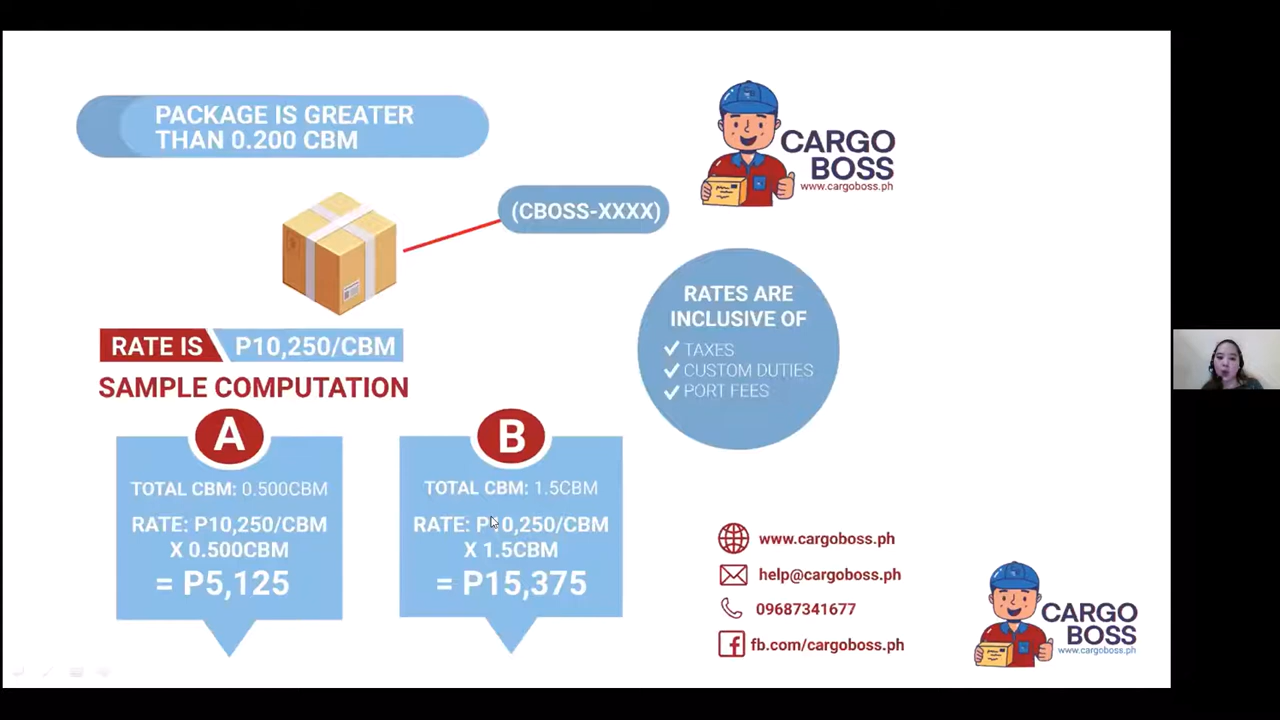 PACKAGE IS GREATER
THAN 0.200 CBM
CARGO
BOSS
www.cargoboss.ph
(CBOSS-XXXX)
RATES ARE
INCLUSIVE OF
TAXES
CUSTOM DUTIES
PORT FEES
RATE IS P10,250/CBM
SAMPLE COMPUTATION
A
TOTAL CBM: 0.500CBM
RATE: P10,250/CBM
X 0.500CBM
= P5,125
B
TOTAL CBM: 1.5CBM
RATE: P10,250/CBM
X 1.5CBM
= P15,375
www.cargoboss.ph
help@cargoboss.ph
09687341677
fb.com/cargoboss.ph
CARGO
BOSS
www.cargoboss.ph